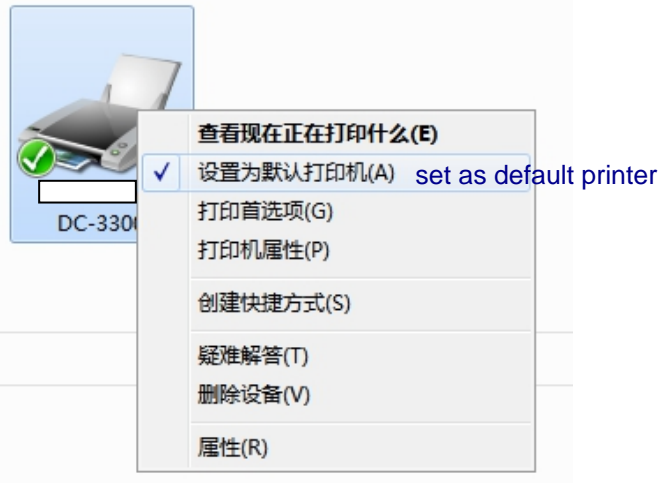 查看现在正在打印什么(E)
设置为默认打印机(A) set as default printer
打印首选项(G)
DC-330
打印机属性(P)
创建快捷方式(S)
疑难解答(T)
删除设备(V)
属性(R)